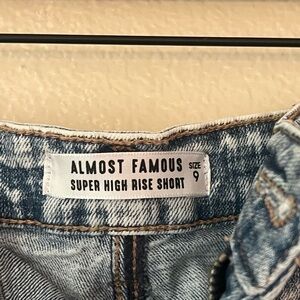 ALMOST FAMOUS SIZE
SUPER HIGH RISE SHORT 9